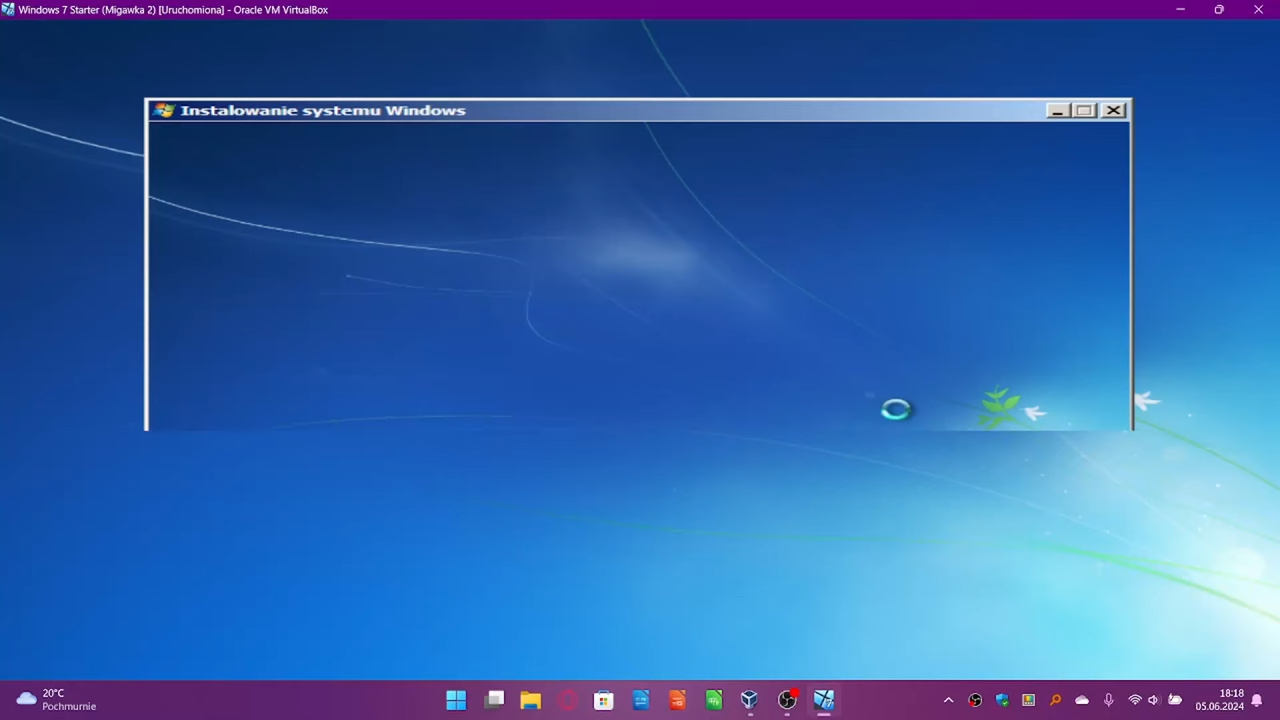 Windows 7 Starter (Migawka 2) [Uruchomiona] - Oracle VM VirtualBox
Instalowanie systemu Windows
20°C
Pochmurnie
18:18
05.06.2024